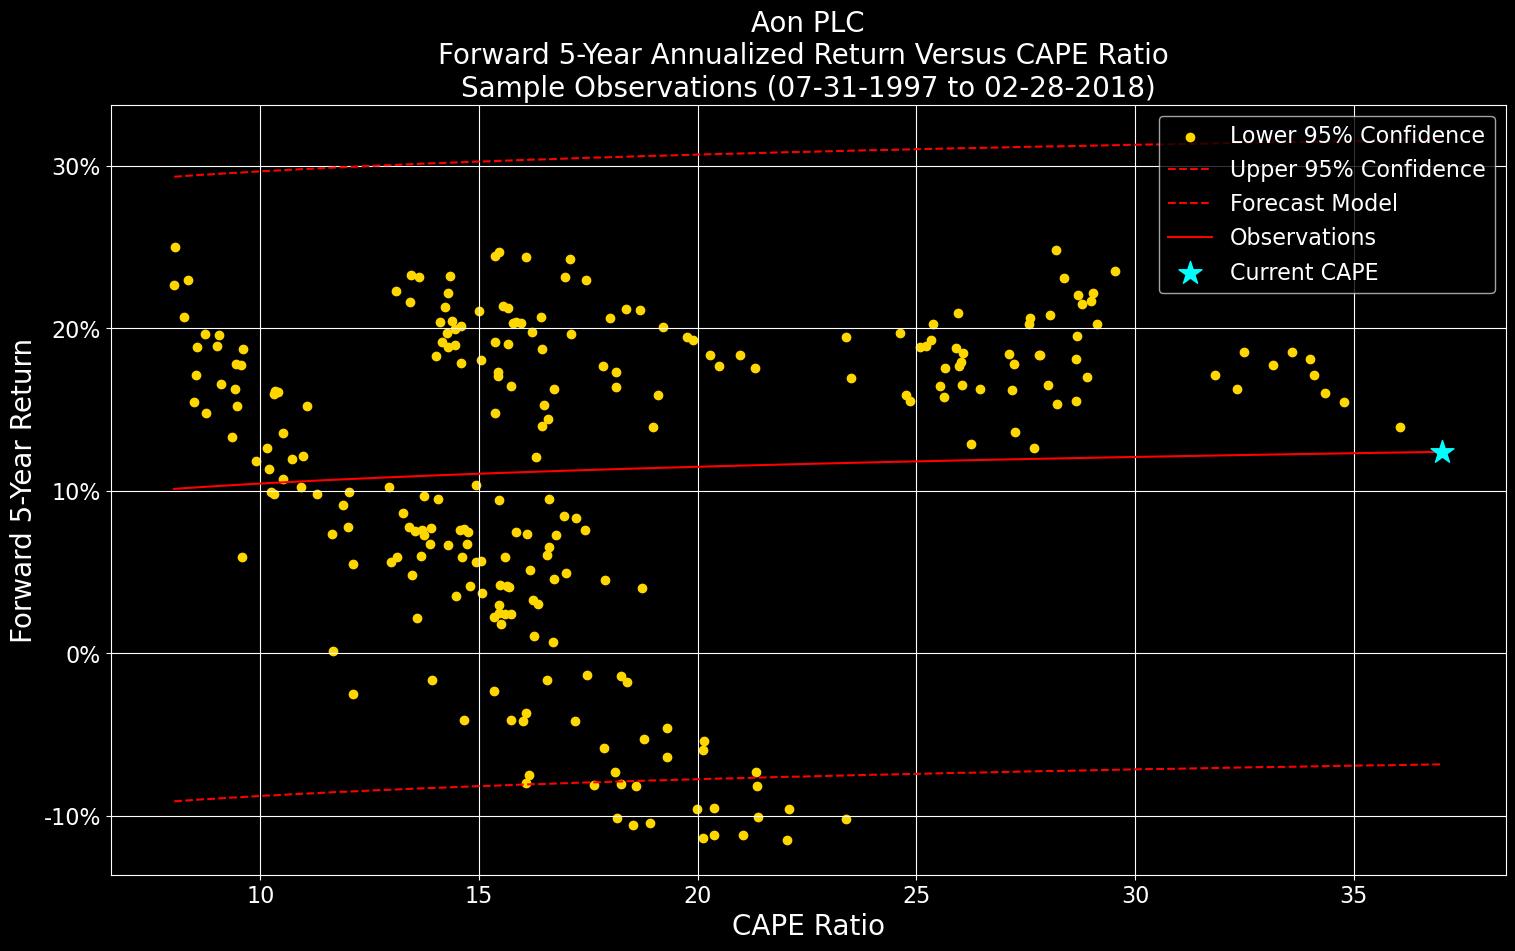 Aon PLC
Forward 5-Year Annualized Return Versus CAPE Ratio
Sample Observations (07-31-1997 to 02-28-2018)
Lower 95% Confidence
Upper 95% Confidence
Forecast Model
Observations
Current CAPE
Forward 5-Year Return
30%
20%
10%
0%
-10%
10 15 20 25 30 35
CAPE Ratio